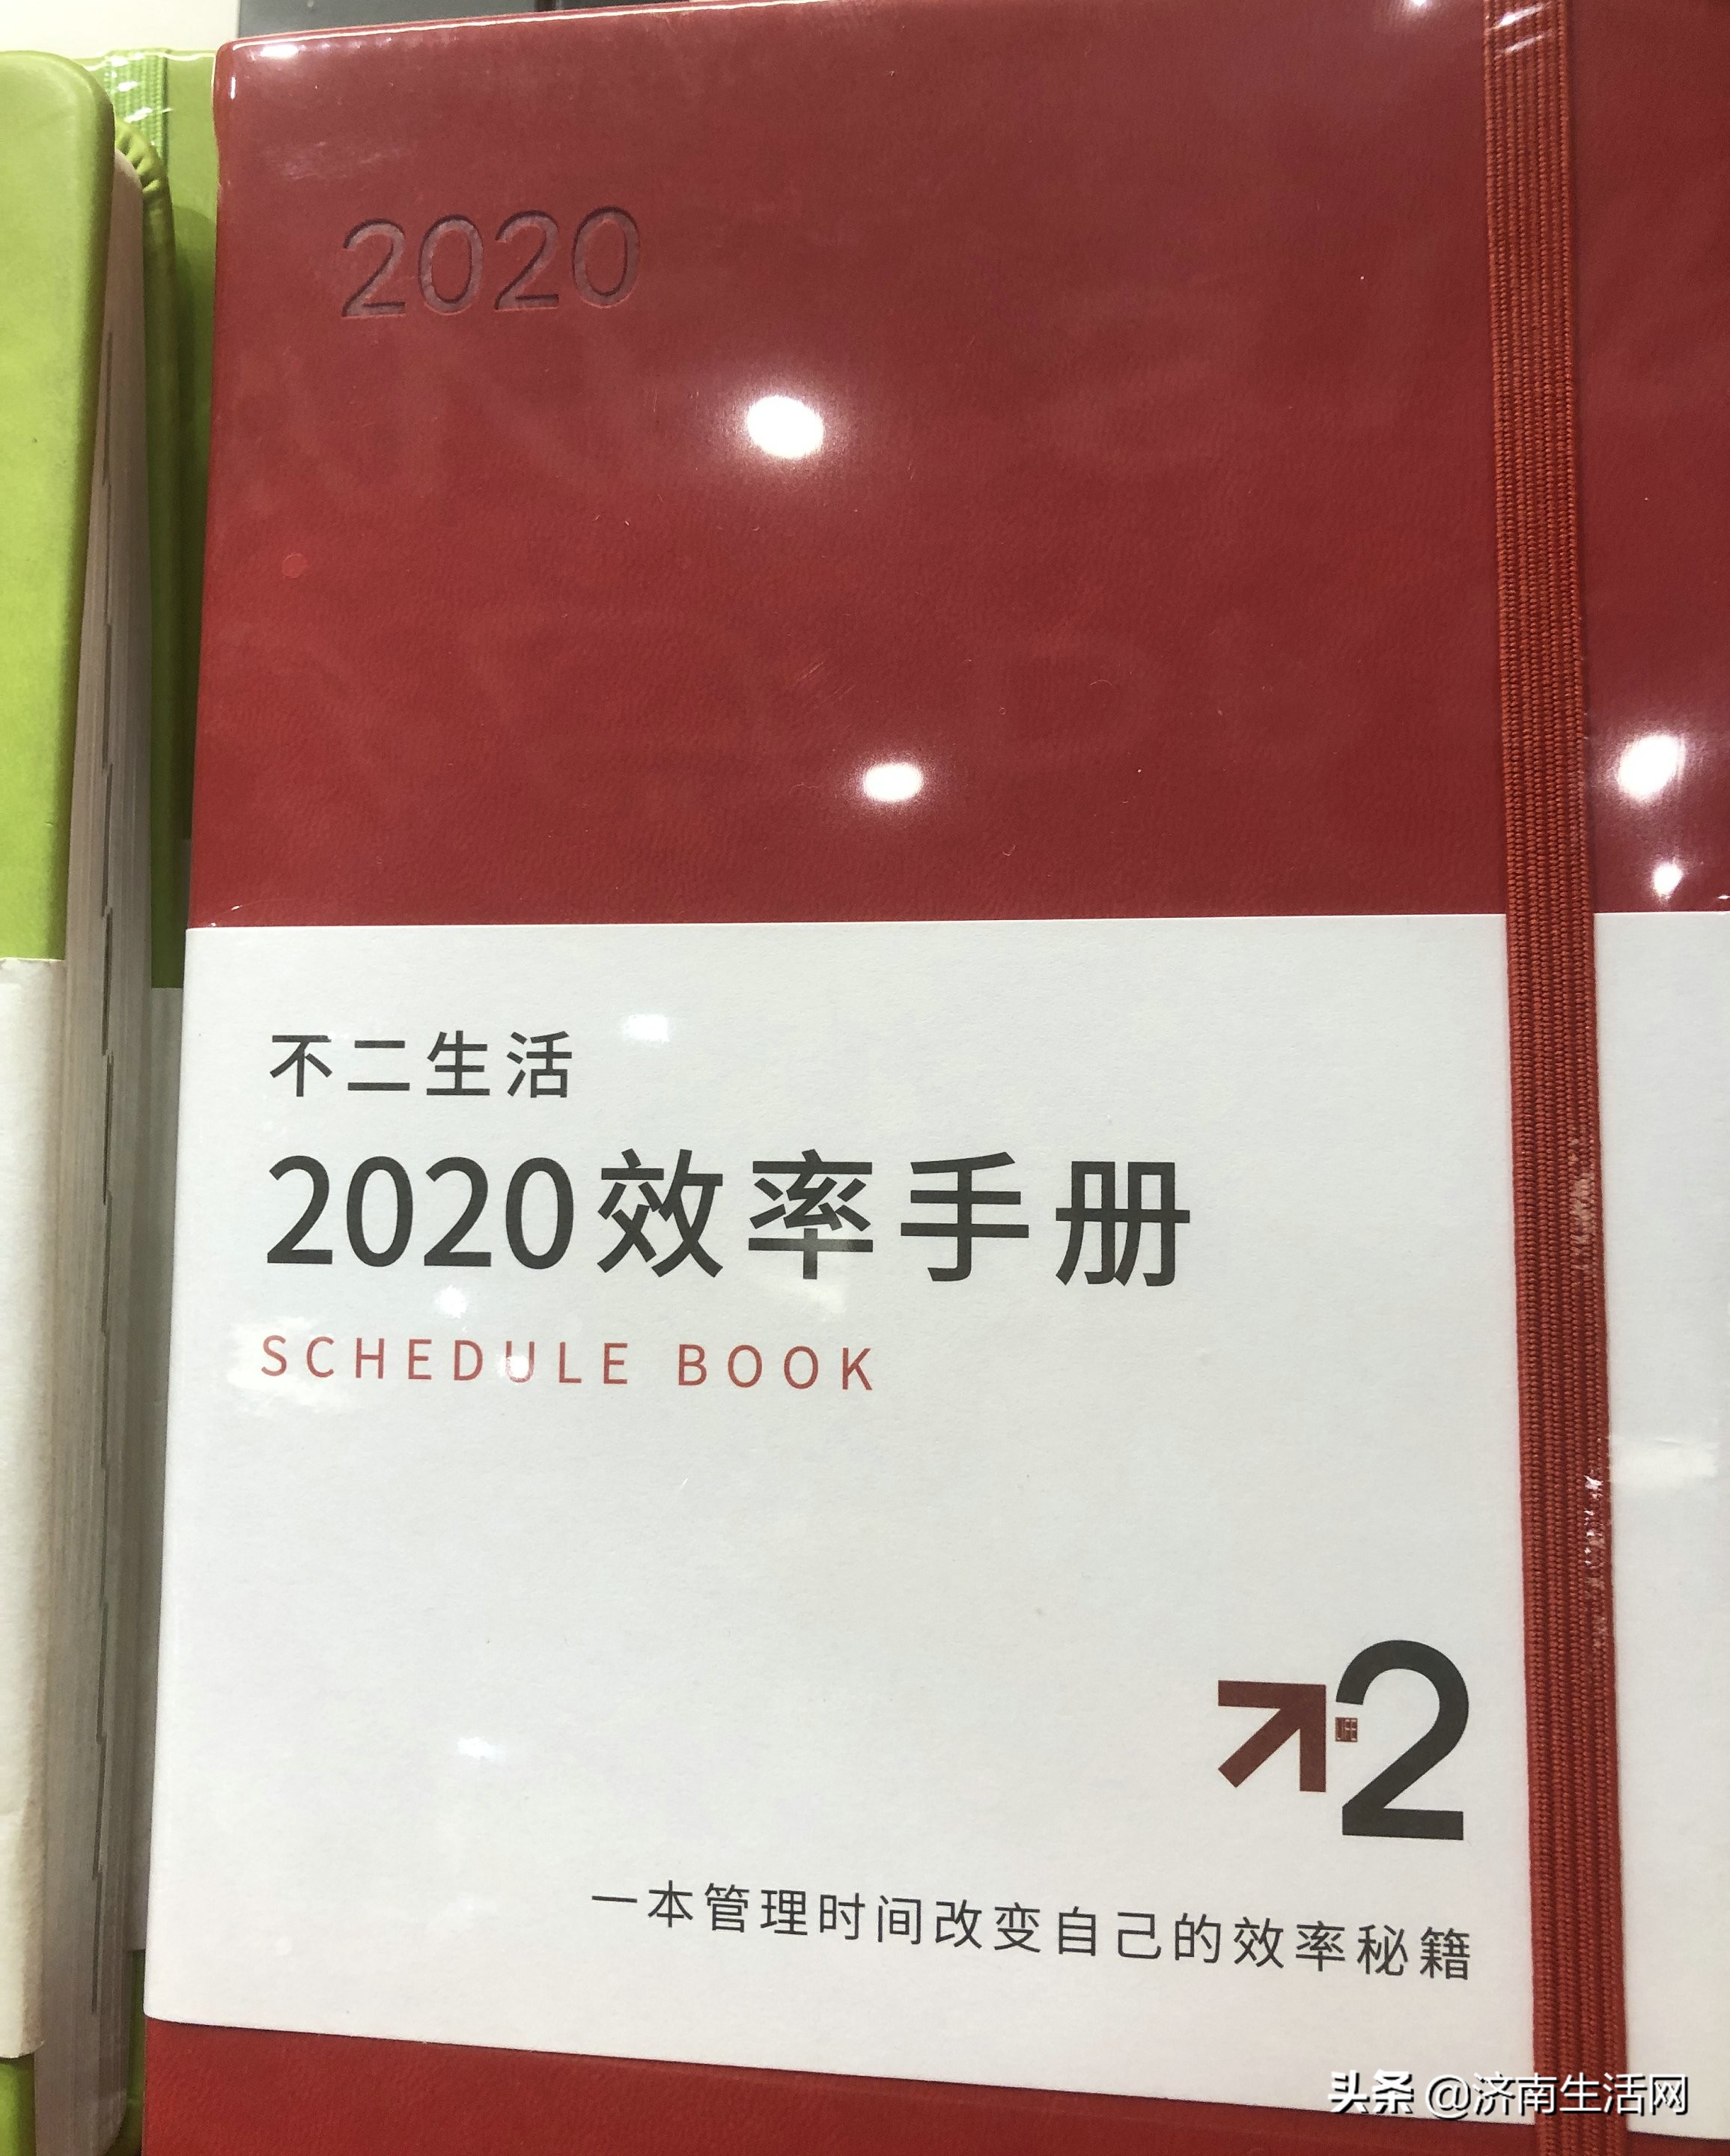 2020
不二生活
2020效率手册
SCHEDULE BOOK
LIFE
2
一本管理时间改变自己的效率秘籍
头条 @济南生活网